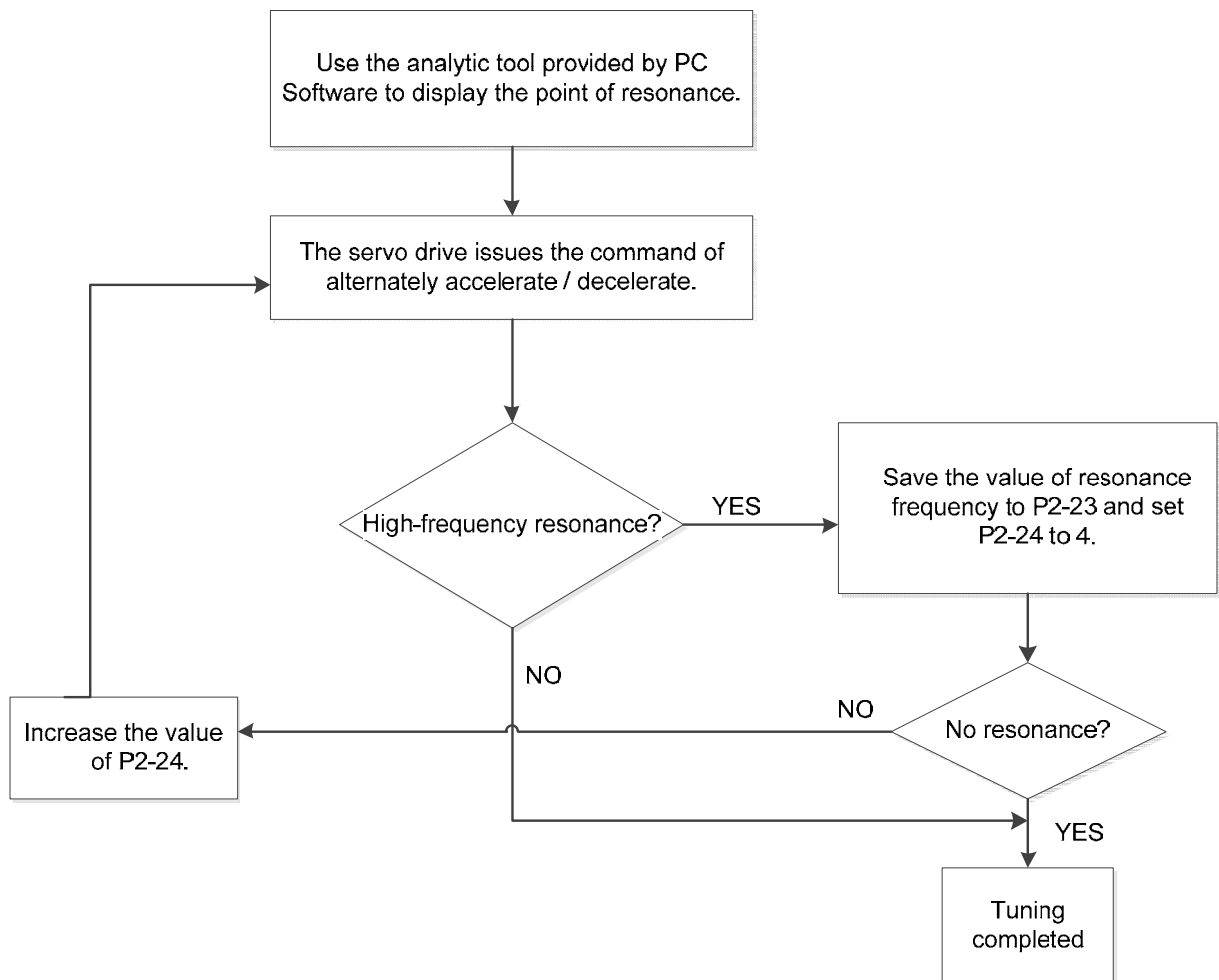 Use the analytic tool provided by PC
Software to display the point of resonance.
The servo drive issues the command of
alternately accelerate / decelerate.
High-frequency resonance?
YES
Save the value of resonance
frequency to P2-23 and set
P2-24 to 4.
NO
NO
No resonance?
Increase the value
of P2-24.
YES
Tuning
completed